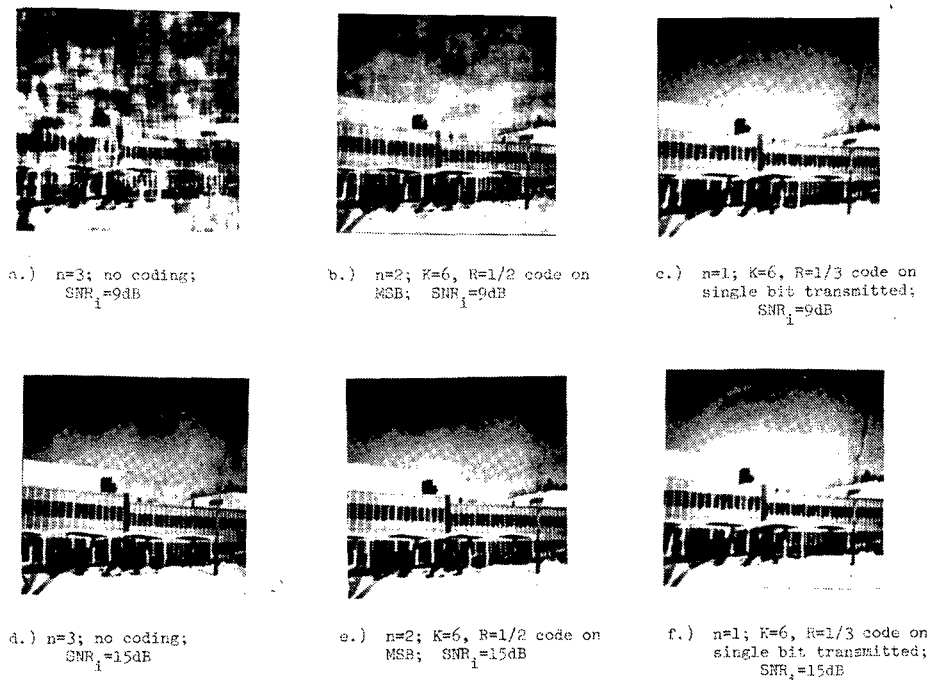 a.) n=3; no coding;
SNR_i=9dB
b.) n=2; K=6, R=1/2 code on
MSB; SNR_i=9dB
c.) n=1; K=6, R=1/3 code on
single bit transmitted;
SNR_i=9dB
d.) n=3; no coding;
SNR_i=15dB
e.) n=2; K=6, R=1/2 code on
MSB; SNR_i=15dB
f.) n=1; K=6, R=1/3 code on
single bit transmitted;
SNR_i=15dB